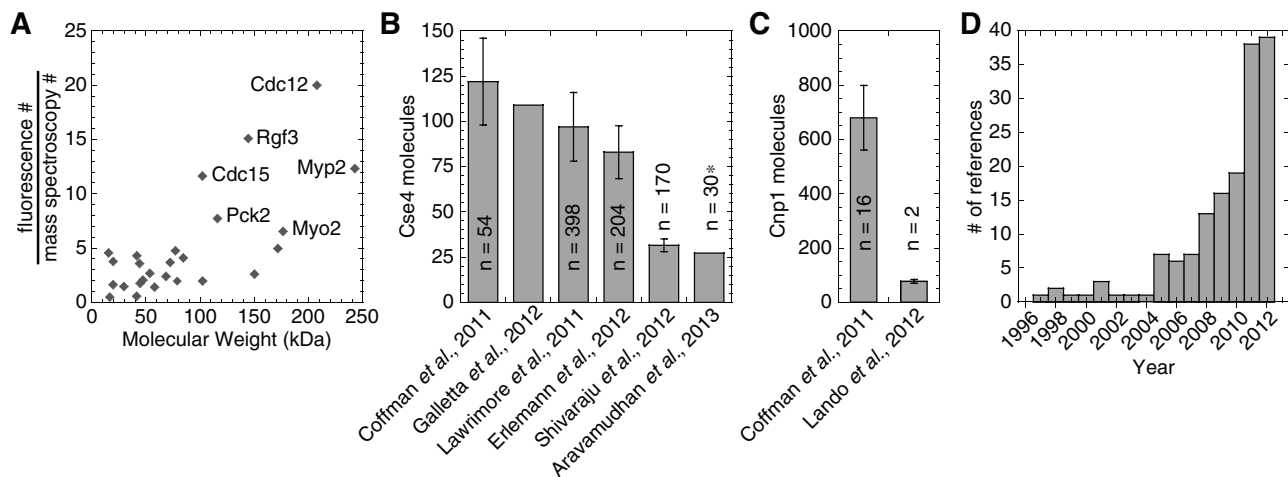 A
25
20
15
10
5
0
fluorescence #
mass spectroscopy #
Cdc12
Rgf3
Cdc15
Myp2
Pck2
Myo2
0 50 100 150 200 250
Molecular Weight (kDa)
B
150
125
100
75
50
25
0
Cse4 molecules
n = 54
n = 398
n = 204
n = 170
n = 30*
Coffman et al., 2011
Galletta et al., 2012
Lawrimore et al., 2011
Erlemann et al., 2012
Shivaraju et al., 2012
Aravamudhan et al., 2013
C
1000
800
600
400
200
0
Cnp1 molecules
n = 16
n = 2
Coffman et al., 2011
Lando et al., 2012
D
40
35
30
25
20
15
10
5
0
# of references
1996 1998 2000 2002 2004 2006 2008 2010 2012
Year